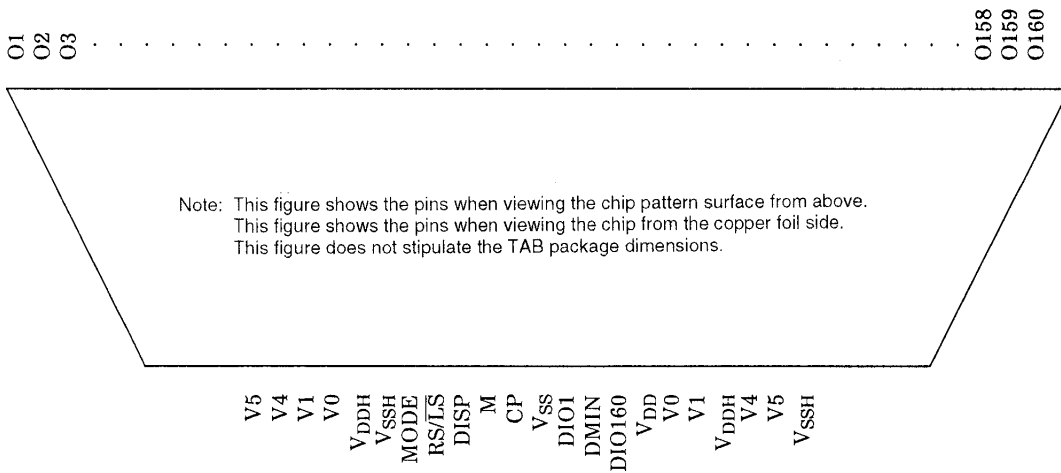 O1
O2
O3
O158
O159
O160
Note: This figure shows the pins when viewing the chip pattern surface from above.
This figure shows the pins when viewing the chip from the copper foil side.
This figure does not stipulate the TAB package dimensions.
V5
V4
V1
V0
VDDH
VSSH
MODE
RS/LS
DISP
M
CP
VSS
DIO1
DMIN
DIO160
VDD
V0
V1
VDDH
V4
V5
VSSH